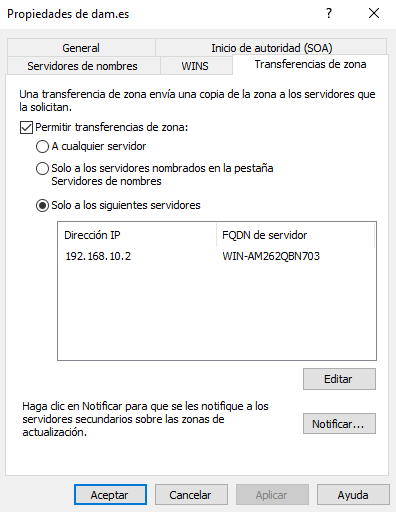 Propiedades de dam.es
?
General
Inicio de autoridad (SOA)
Servidores de nombres
WINS
Transferencias de zona
Una transferencia de zona envía una copia de la zona a los servidores que
la solicitan.
Permitir transferencias de zona:
A cualquier servidor
Solo a los servidores nombrados en la pestaña
Servidores de nombres
Solo a los siguientes servidores
Dirección IP
FQDN de servidor
192.168.10.2
WIN-AM262QBN703
Editar
Haga clic en Notificar para que se les notifique a los
servidores secundarios sobre las zonas de
actualización.
Notificar...
Aceptar
Cancelar
Aplicar
Ayuda